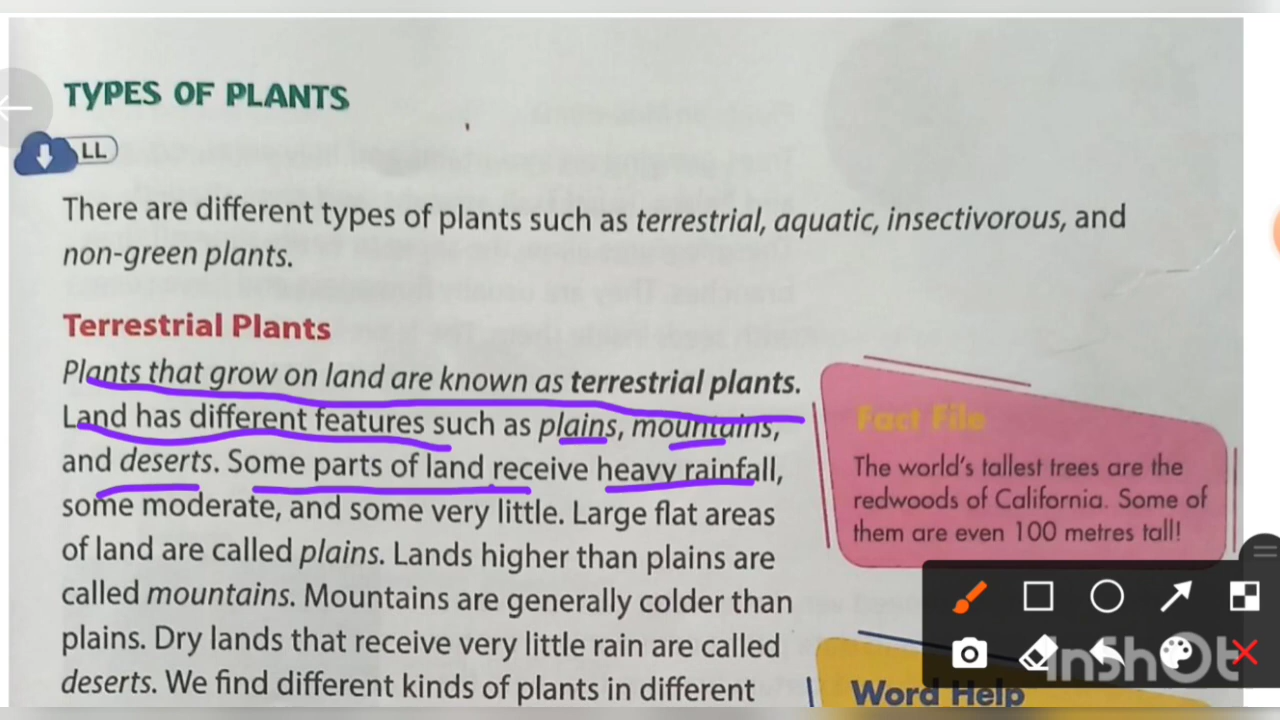 TYPES OF PLANTS
LL
There are different types of plants such as terrestrial, aquatic, insectivorous, and
non-green plants.
Terrestrial Plants
Plants that grow on land are known as terrestrial plants.
Land has different features such as plains, mountains,
and deserts. Some parts of land receive heavy rainfall,
some moderate, and some very little. Large flat areas
of land are called plains. Lands higher than plains are
called mountains. Mountains are generally colder than
plains. Dry lands that receive very little rain are called
deserts. We find different kinds of plants in different
Fact File
The world's tallest trees are the
redwoods of California. Some of
them are even 100 metres tall!
Word Help
InShOt